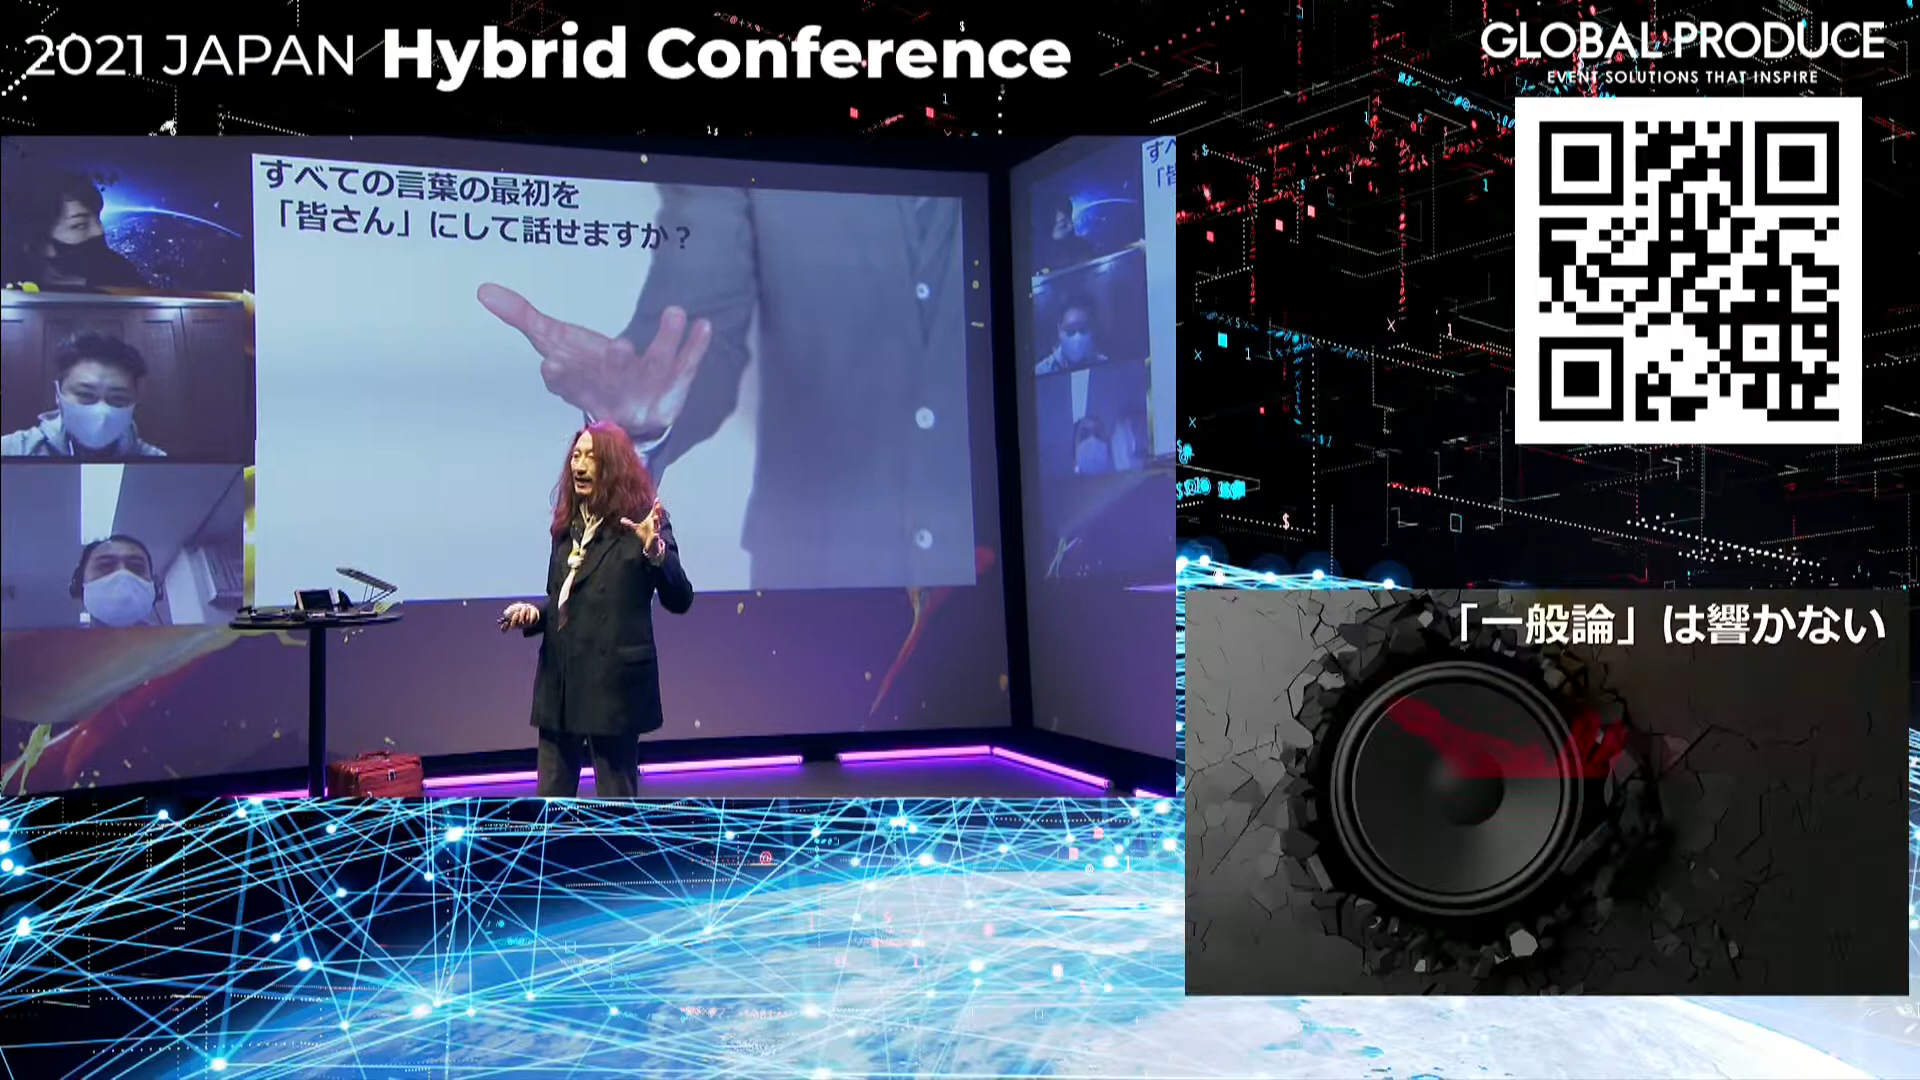 2021 JAPAN Hybrid Conference
GLOBAL PRODUCE
EVENT SOLUTIONS THAT INSPIRE
すべての言葉の最初を
「皆さん」にして話せますか？
「一般論」は響かない